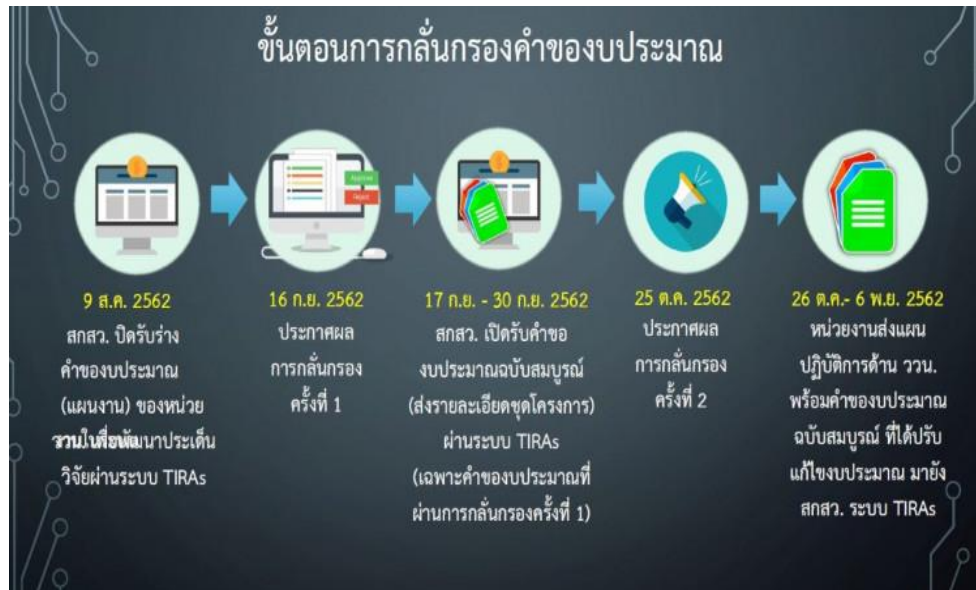 ขั้นตอนการกลั่นกรองคำของบประมาณ
Approve
Reject
9 ส.ค. 2562
สกสว. ปิดรับร่าง
คำของบประมาณ
(แผนงาน) ของหน่วย
พัฒนาประเด็น
วิจัยผ่านระบบ TIRAs
16 ก.ย. 2562
ประกาศผล
การกลั่นกรอง
ครั้งที่ 1
17 ก.ย. - 30 ก.ย. 2562
สกสว. เปิดรับคำขอ
งบประมาณฉบับสมบูรณ์
(ส่งรายละเอียดชุดโครงการ)
ผ่านระบบ TIRAs
(เฉพาะคำของบประมาณที่
ผ่านการกลั่นกรองครั้งที่ 1)
25 ต.ค. 2562
ประกาศผล
การกลั่นกรอง
ครั้งที่ 2
26 ต.ค.- 6 พ.ย. 2562
หน่วยงานส่งแผน
ปฏิบัติการด้าน ววน.
พร้อมคำของบประมาณ
ฉบับสมบูรณ์ ที่ได้ปรับ
แก้ไขงบประมาณ มายัง
สกสว. ระบบ TIRAs